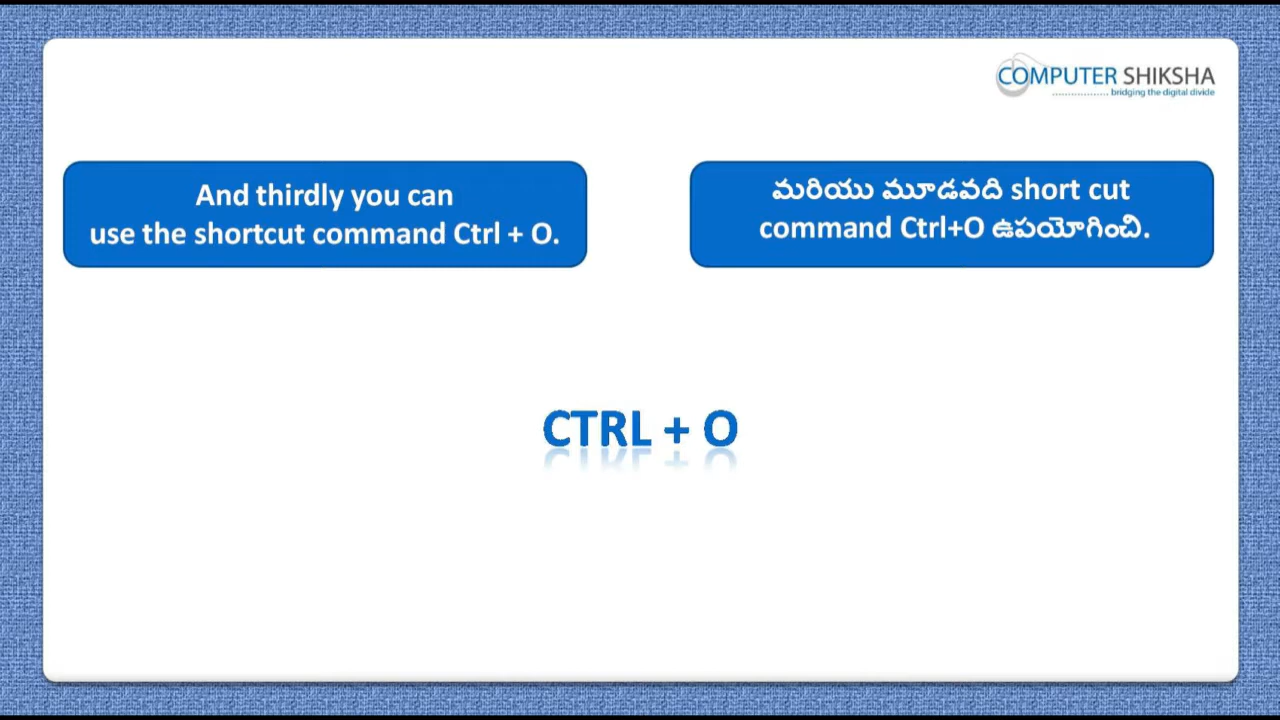 COMPUTER SHIKSHA
bridging the digital divide
And thirdly you can
use the shortcut command Ctrl + O.
మరియు మూడవది short cut
command Ctrl+O ఉపయోగించి.
CTRL + O